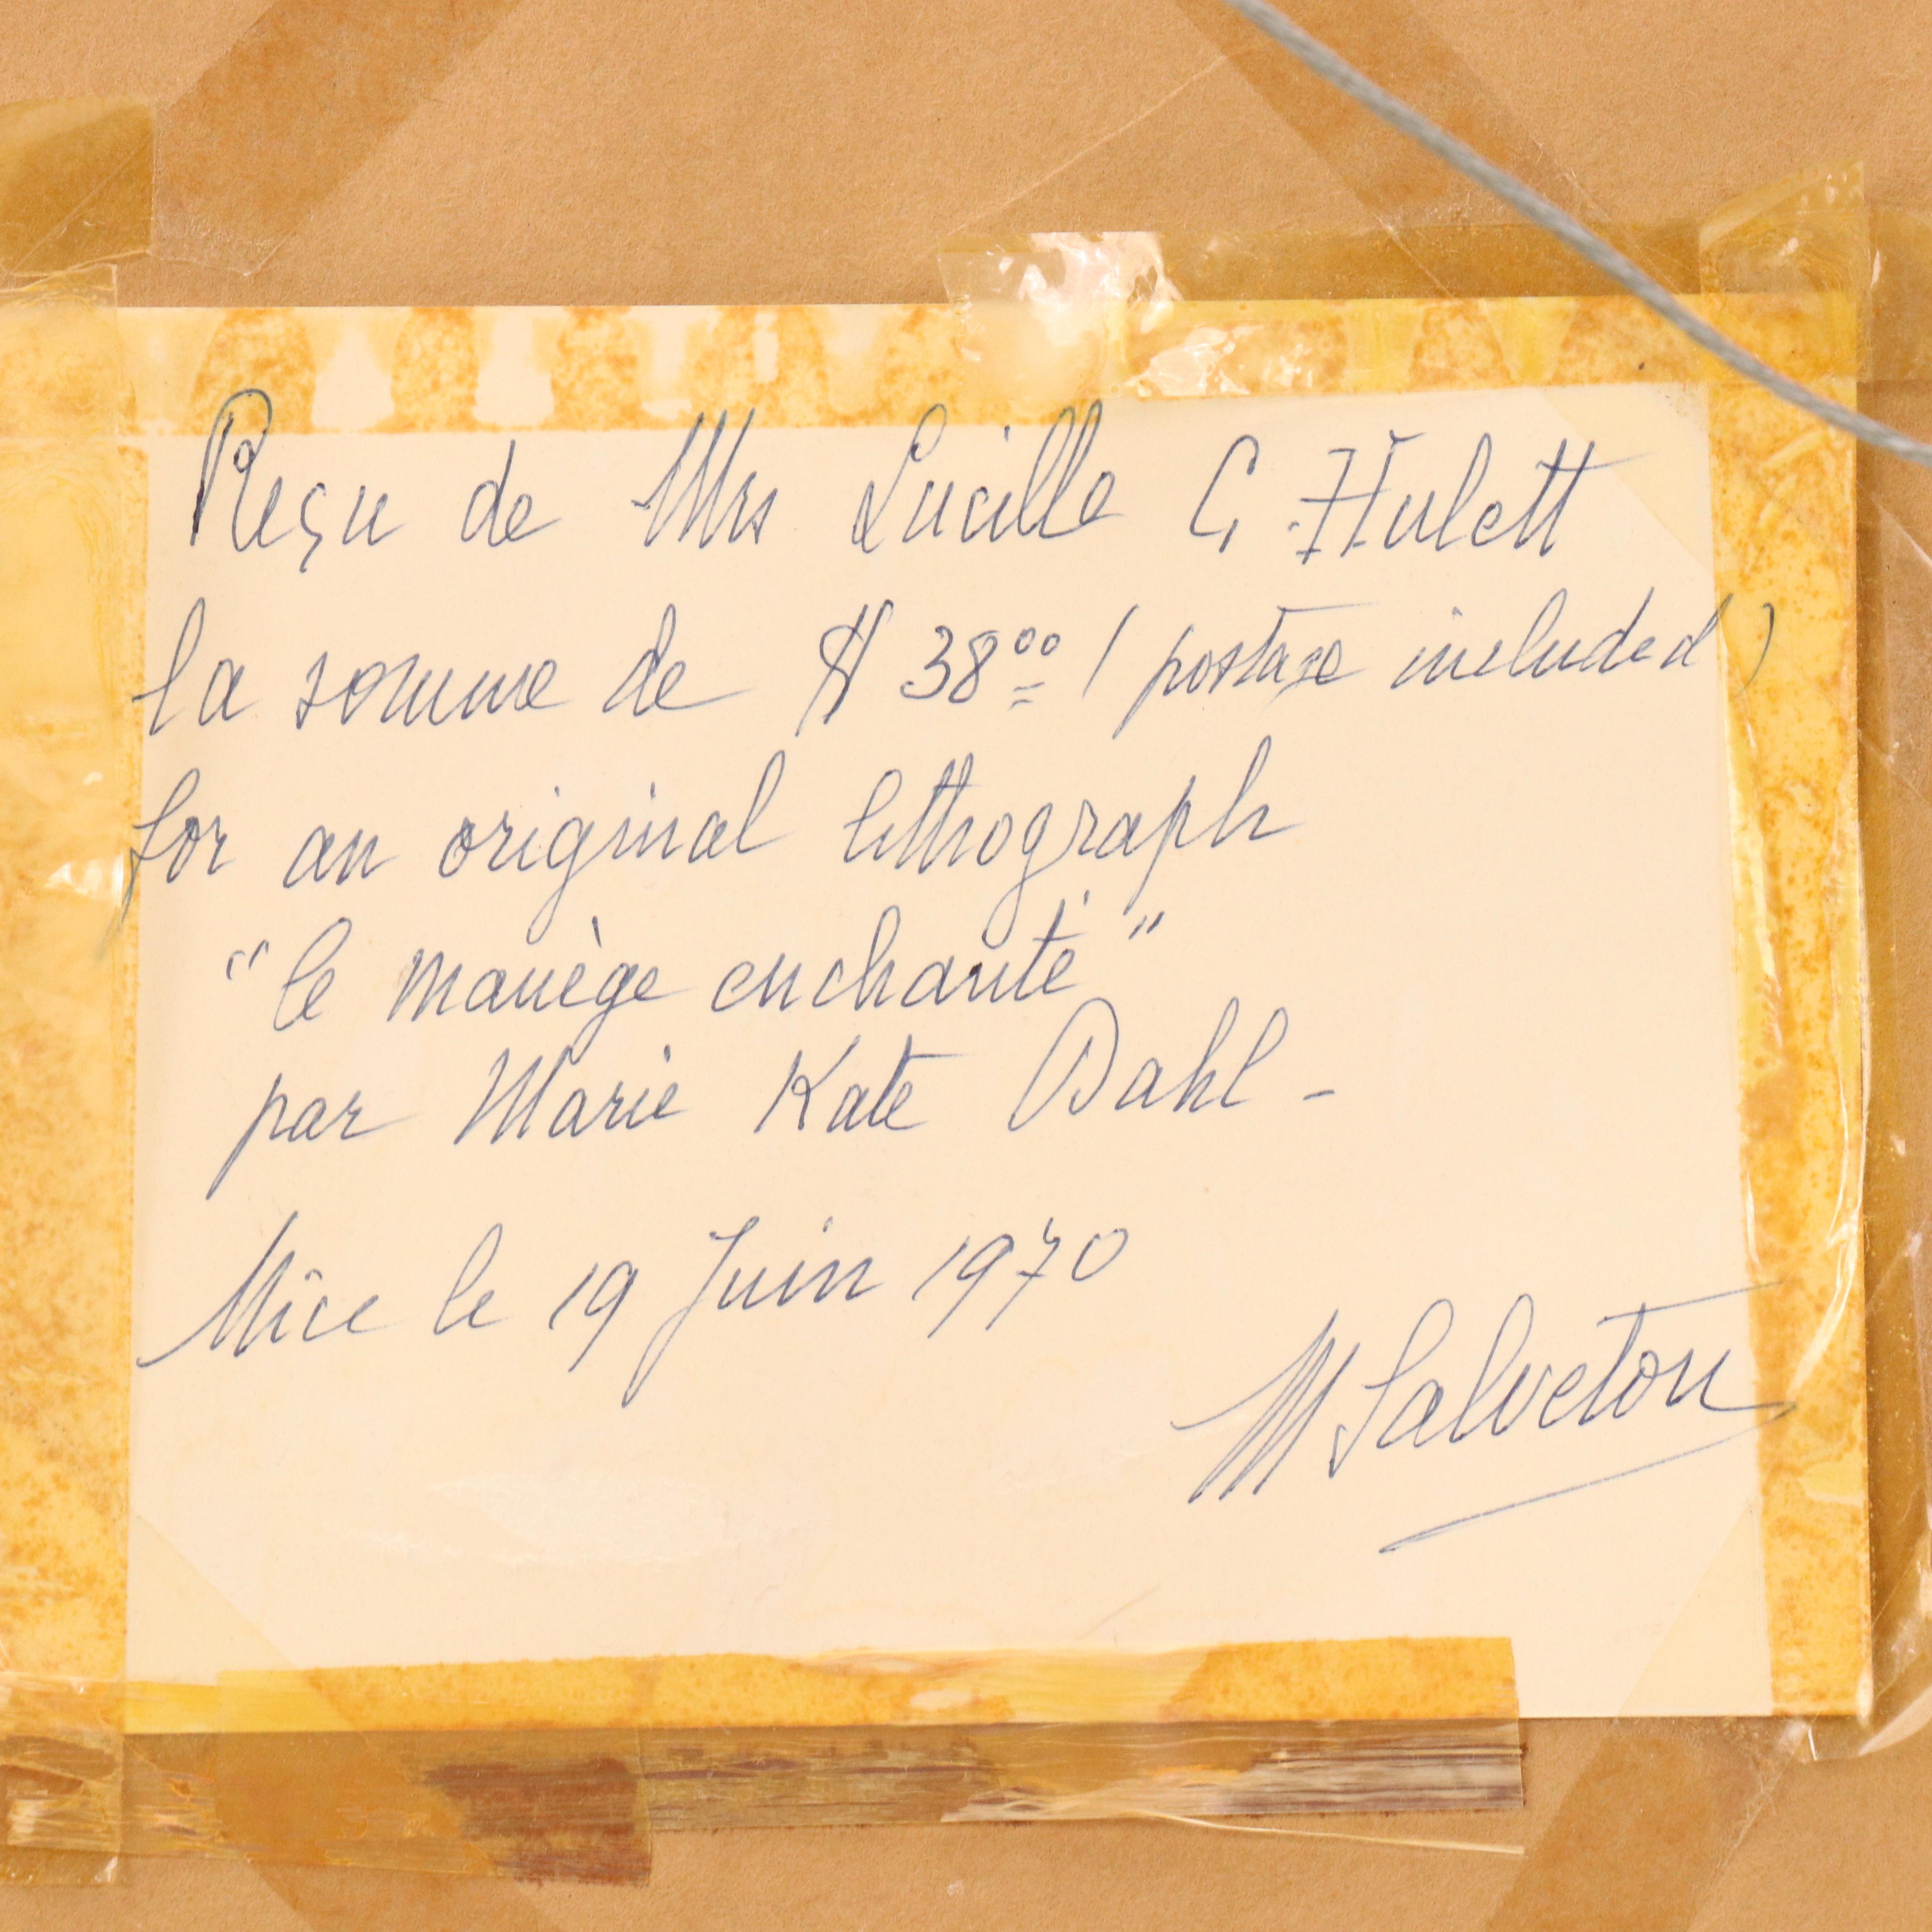 Reçu de Mrs Lucille G Hulett
la somme de $ 38.00 (postage included)
for an original lithograph
"le manège enchanté"
par Marie Kate Dahl -
Nice le 19 Juin 1970
M Salveton